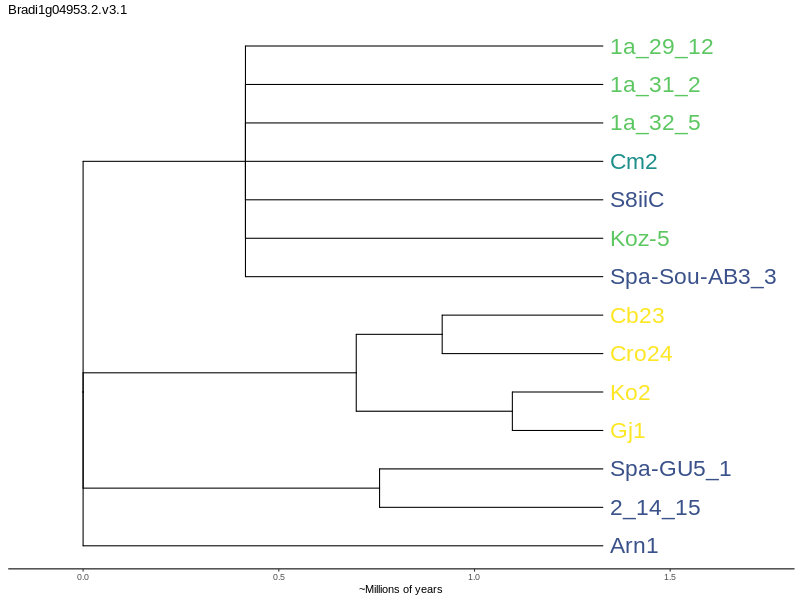 Bradi1g04953.2.v3.1
1a_29_12
1a_31_2
1a_32_5
Cm2
S8iiC
Koz-5
Spa-Sou-AB3_3
Cb23
Cro24
Ko2
Gj1
Spa-GU5_1
2_14_15
Arn1
0.0 0.5 1.0 1.5
~Millions of years